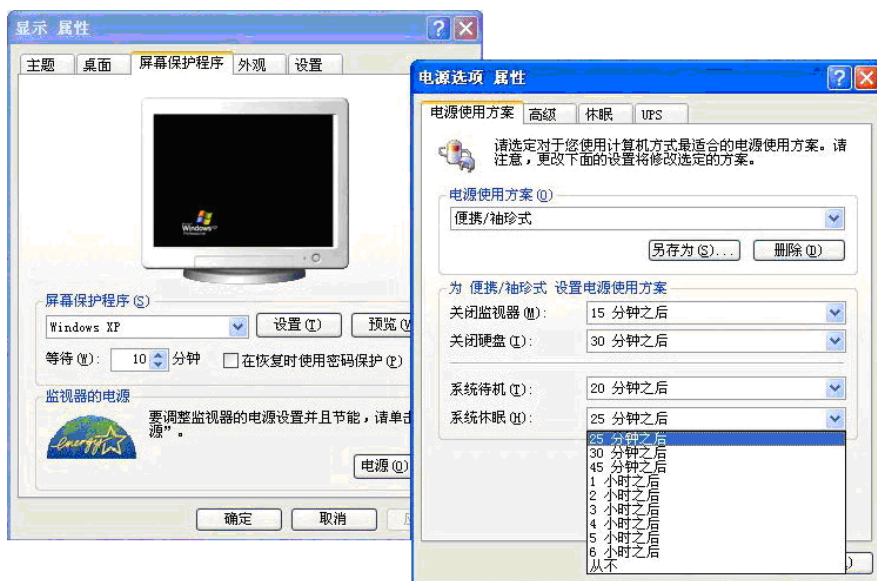 显示 属性
主题 桌面 屏幕保护程序 外观 设置
Windows
屏幕保护程序(S)
Windows XP 设置(T) 预览(V
等待(W): 10 分钟 在恢复时使用密码保护(P)
监视器的电源
要调整监视器的电源设置并且节能，请单击
源”。
energy
电源(O)
确定 取消
电源选项 属性
电源使用方案 高级 休眠 UPS
请选定对于您使用计算机方式最适合的电源使用方案。请
注意，更改下面的设置将修改选定的方案。
电源使用方案(O)
便携/袖珍式
另存为(S)... 删除(D)
为 便携/袖珍式 设置电源使用方案
关闭监视器(M): 15 分钟之后
关闭硬盘(I): 30 分钟之后
系统待机(T): 20 分钟之后
系统休眠(H): 25 分钟之后
25 分钟之后
30 分钟之后
45 分钟之后
1 小时之后
2 小时之后
3 小时之后
4 小时之后
5 小时之后
6 小时之后
从不